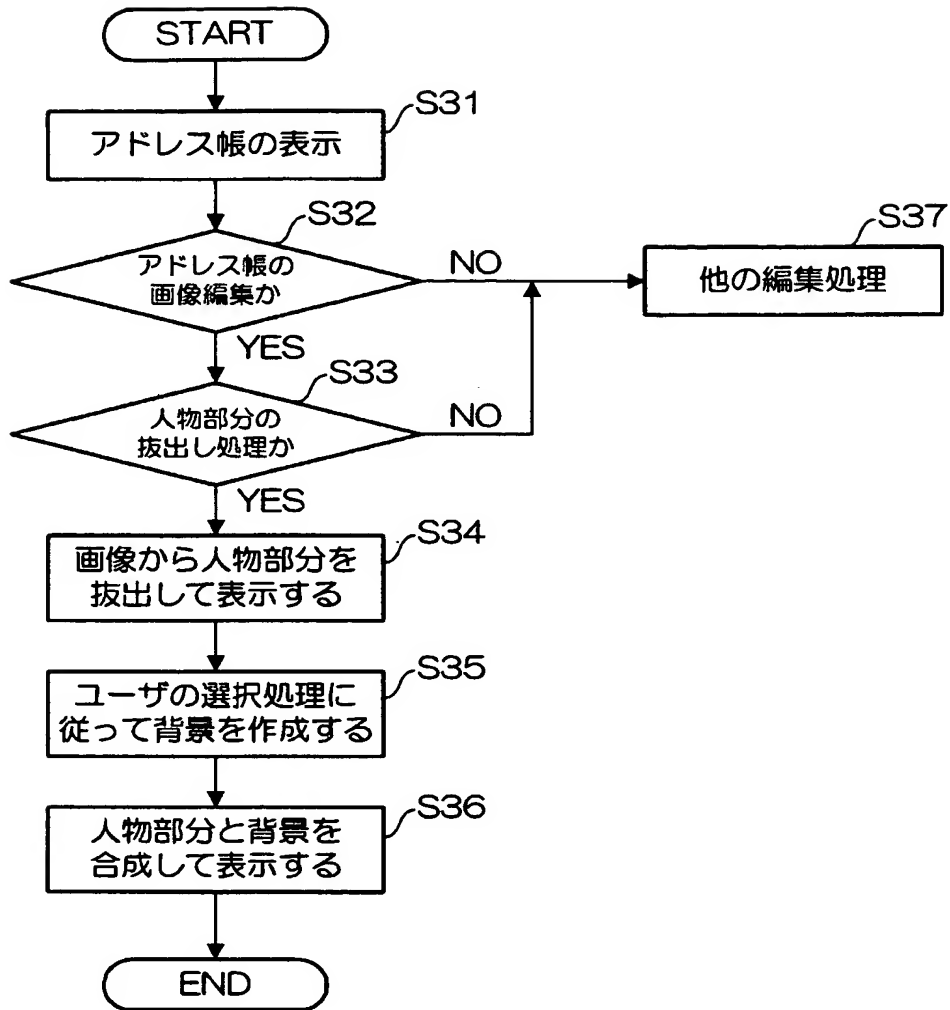 START
S31
アドレス帳の表示
S32
アドレス帳の
画像編集か
NO
S37
他の編集処理
YES
S33
人物部分の
抜出し処理か
NO
YES
S34
画像から人物部分を
抜出して表示する
S35
ユーザの選択処理に
従って背景を作成する
S36
人物部分と背景を
合成して表示する
END